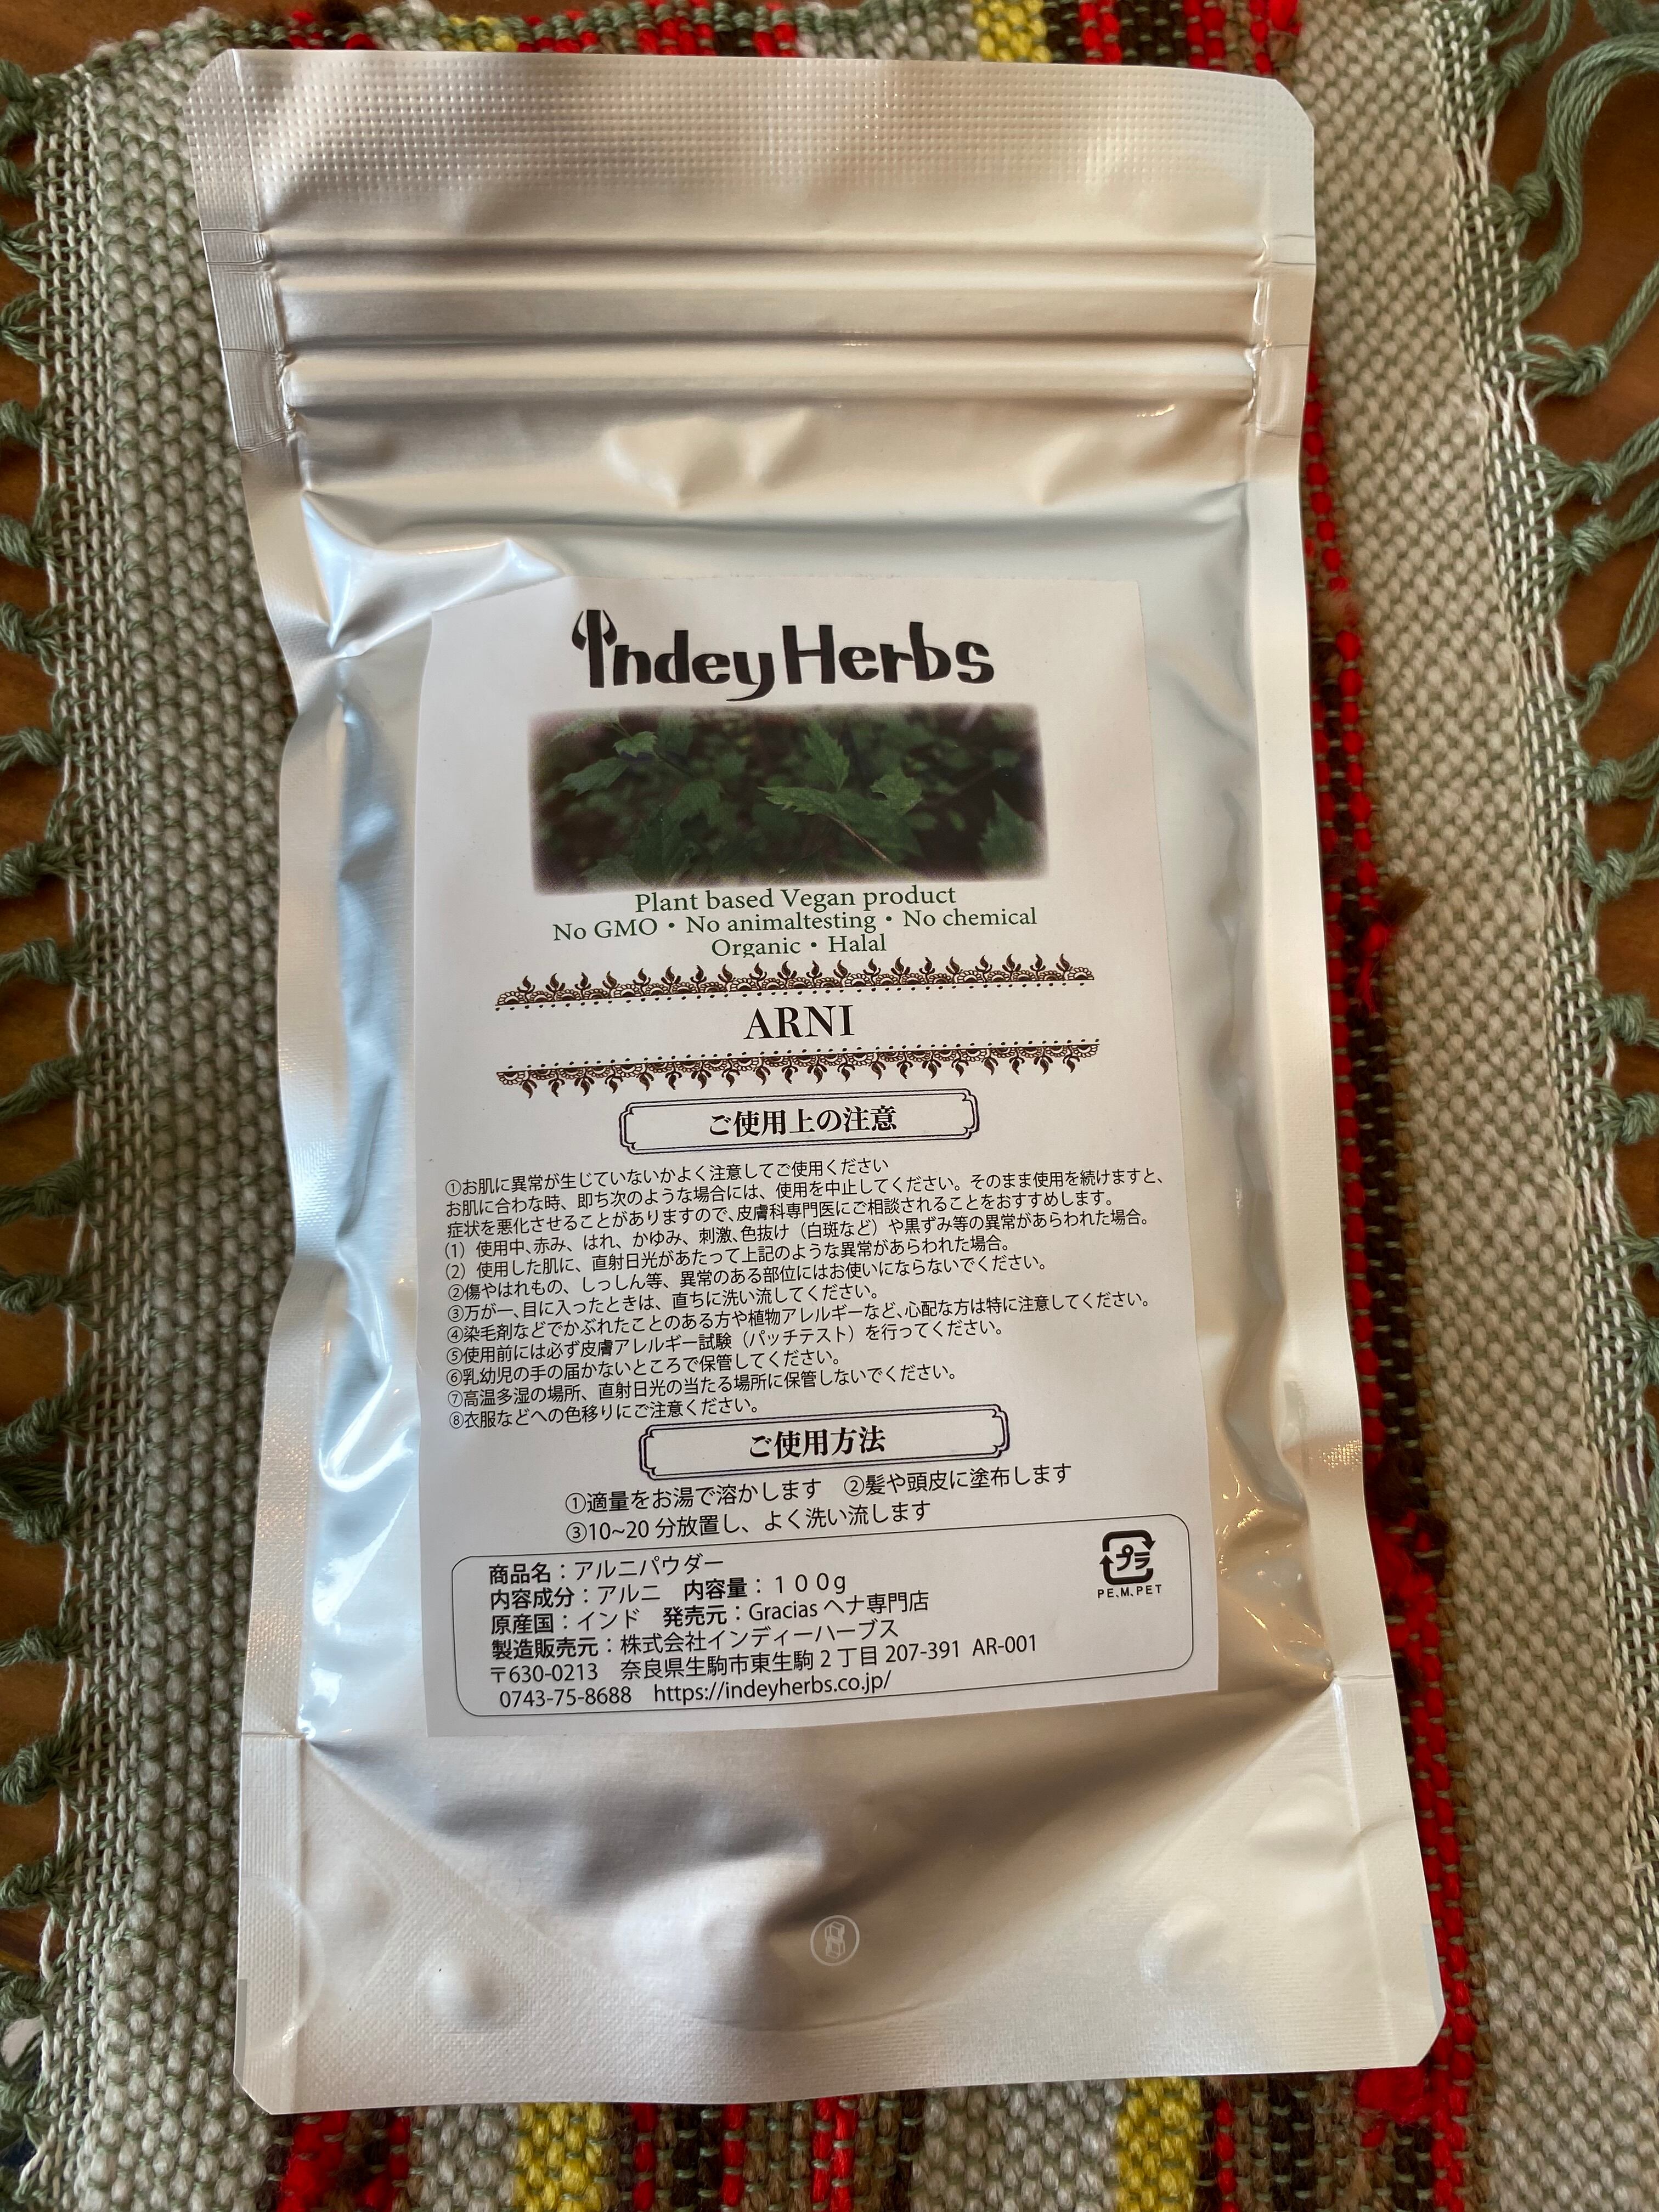 Indey Herbs
Plant based Vegan product
No GMO・No animaltesting・No chemical
Organic・Halal
ARNI
ご使用上の注意
①お肌に異常が生じていないかよく注意してご使用ください
お肌に合わな時、即ち次のような場合には、使用を中止してください。そのまま使用を続けますと、
症状を悪化させることがありますので、皮膚科専門医にご相談されることをおすすめします。
(1) 使用中、赤み、はれ、かゆみ、刺激、色抜け（白斑など）や黒ずみ等の異常があらわれた場合。
(2) 使用した肌に、直射日光があたって上記のような異常があらわれた場合。
②傷やはれもの、しっしん等、異常のある部位にはお使いにならないでください。
③万が一、目に入ったときは、直ちに洗い流してください。
④染毛剤などでかぶれたことのある方や植物アレルギーなど、心配な方は特に注意してください。
⑤使用前には必ず皮膚アレルギー試験（パッチテスト）を行ってください。
⑥乳幼児の手の届かないところで保管してください。
⑦高温多湿の場所、直射日光の当たる場所に保管しないでください。
⑧衣服などへの色移りにご注意ください。
ご使用方法
①適量をお湯で溶かします　②髪や頭皮に塗布します
③10~20 分放置し、よく洗い流します
商品名：アルニパウダー
内容成分：アルニ　内容量：１００g
原産国：インド　発売元：Gracias ヘナ専門店
製造販売元：株式会社インディーハーブス
〒630-0213　奈良県生駒市東生駒 2 丁目 207-391 AR-001
0743-75-8688　https://indeyherbs.co.jp/
プラ
PE.M,PET